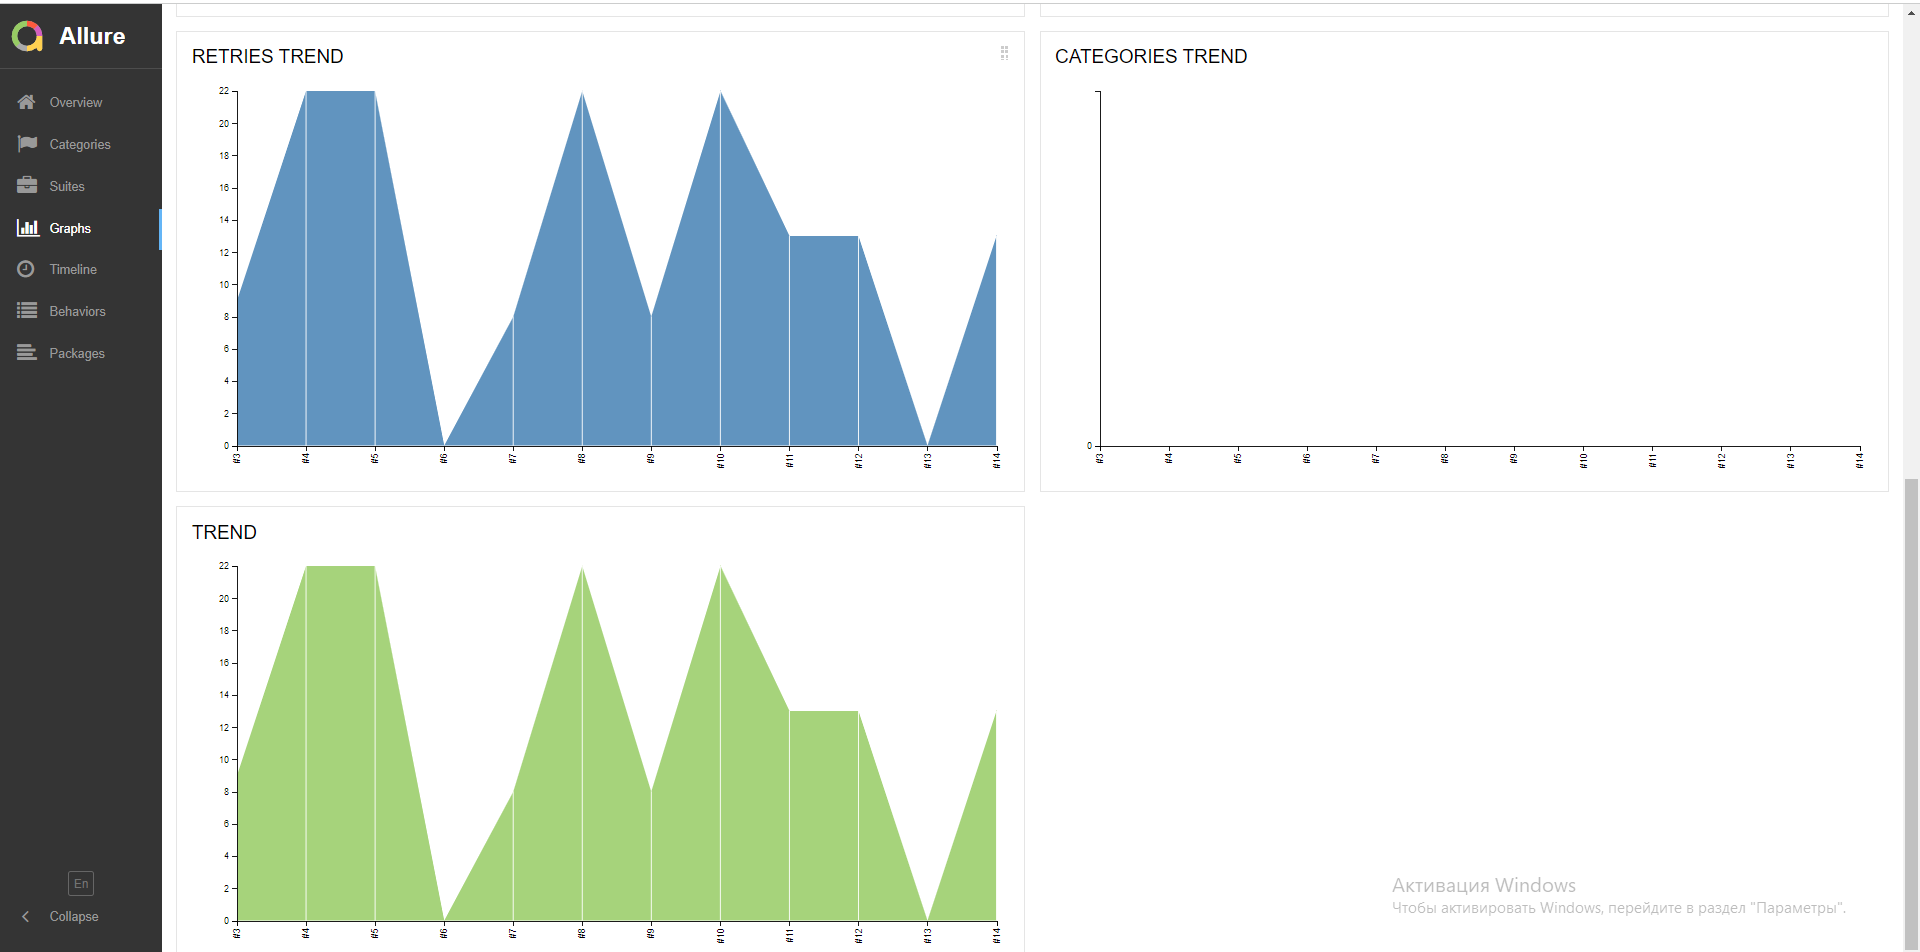 Allure
Overview
Categories
Suites
Graphs
Timeline
Behaviors
Packages
En
Collapse
RETRIES TREND
22
20
18
16
14
12
10
8
6
4
2
0
#3 #4 #5 #6 #7 #8 #9 #10 #11 #12 #13 #14
CATEGORIES TREND
0
#3 #4 #5 #6 #7 #8 #9 #10 #11 #12 #13 #14
TREND
22
20
18
16
14
12
10
8
6
4
2
0
#3 #4 #5 #6 #7 #8 #9 #10 #11 #12 #13 #14
Активация Windows
Чтобы активировать Windows, перейдите в раздел "Параметры".